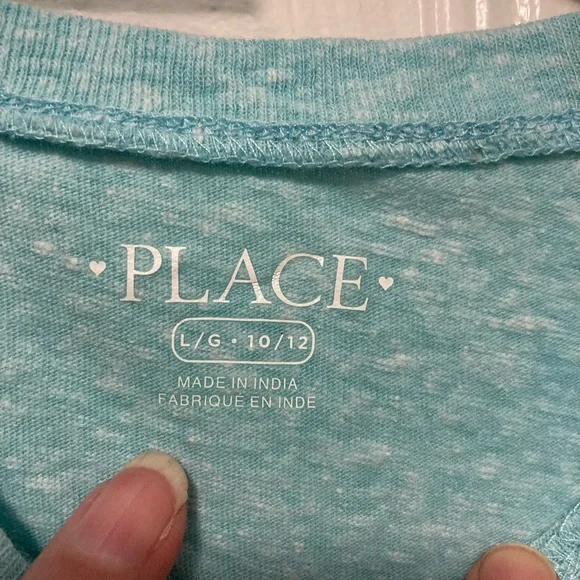 ♥ PLACE ♥
L/G • 10/12
MADE IN INDIA
FABRIQUÉ EN INDE